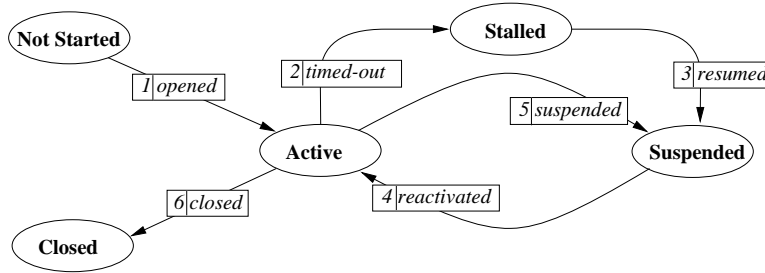 Not Started
Stalled
1 opened
2 timed-out
3 resumed
5 suspended
Active
Suspended
4 reactivated
6 closed
Closed